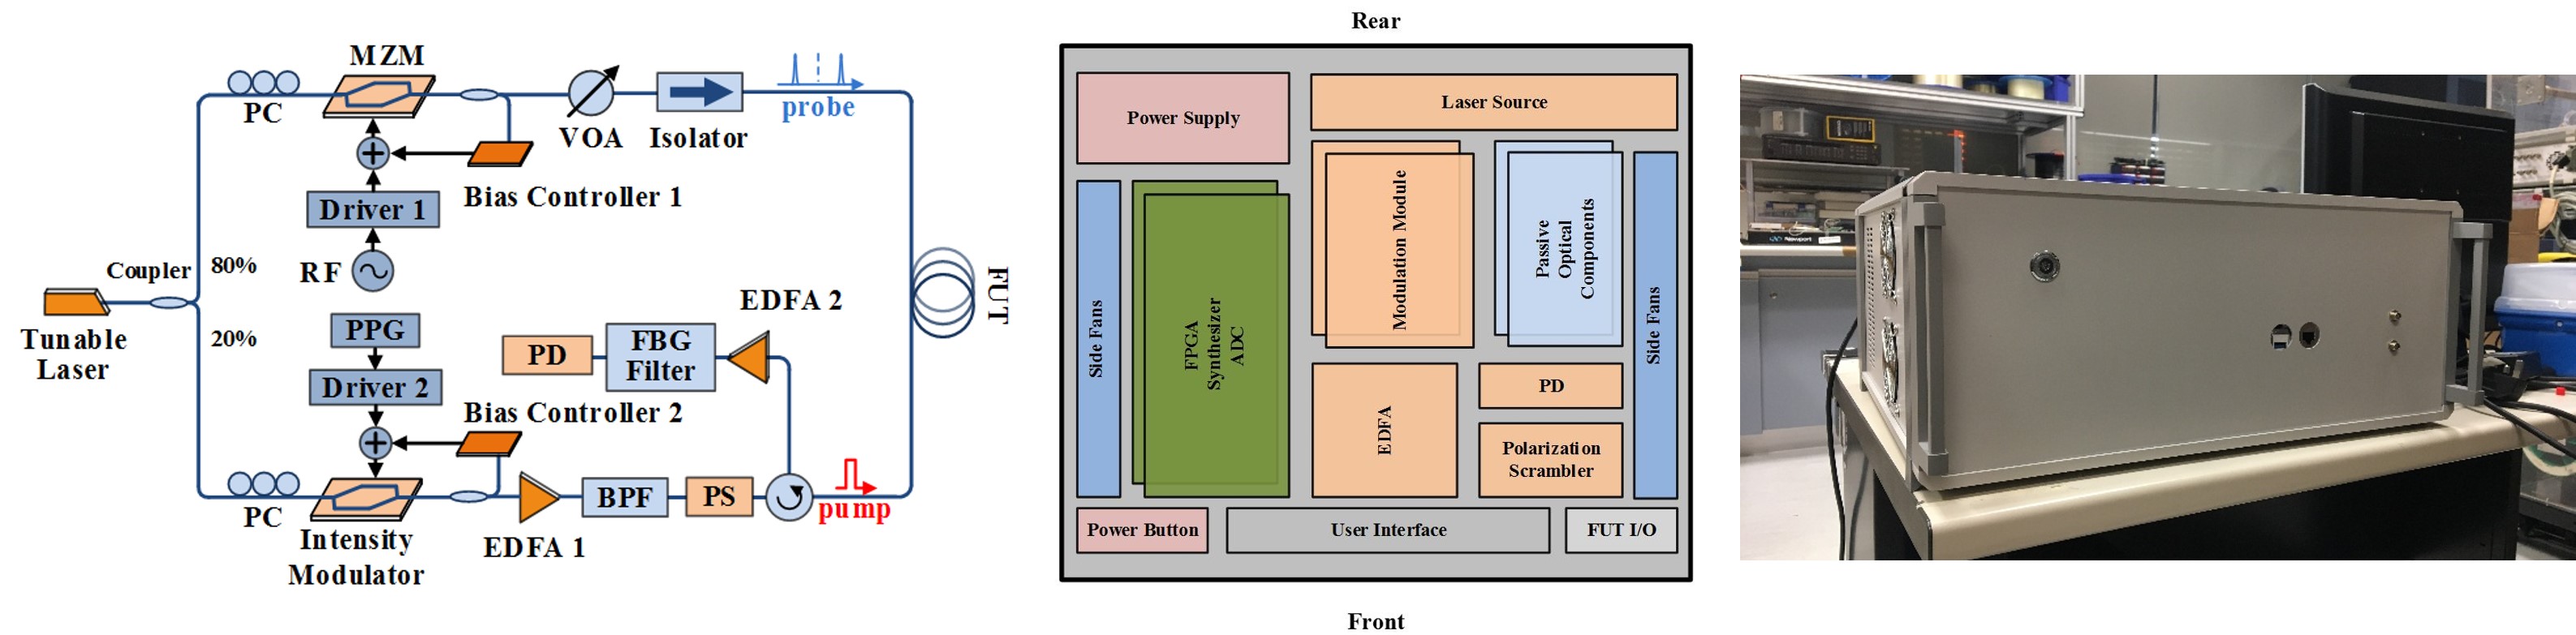 MZM
PC
VOA
Isolator
probe
Bias Controller 1
Driver 1
RF
Coupler
80%
20%
Tunable
Laser
PPG
Driver 2
PD
FBG
Filter
EDFA 2
FUT
Bias Controller 2
PC
Intensity
Modulator
EDFA 1
BPF
PS
pump
Rear
Power Supply
Laser Source
Side Fans
FPGA
Synthesizer
ADC
Modulation Module
Passive
Optical
Components
Side Fans
EDFA
PD
Polarization
Scrambler
Power Button
User Interface
FUT I/O
Front
Newport